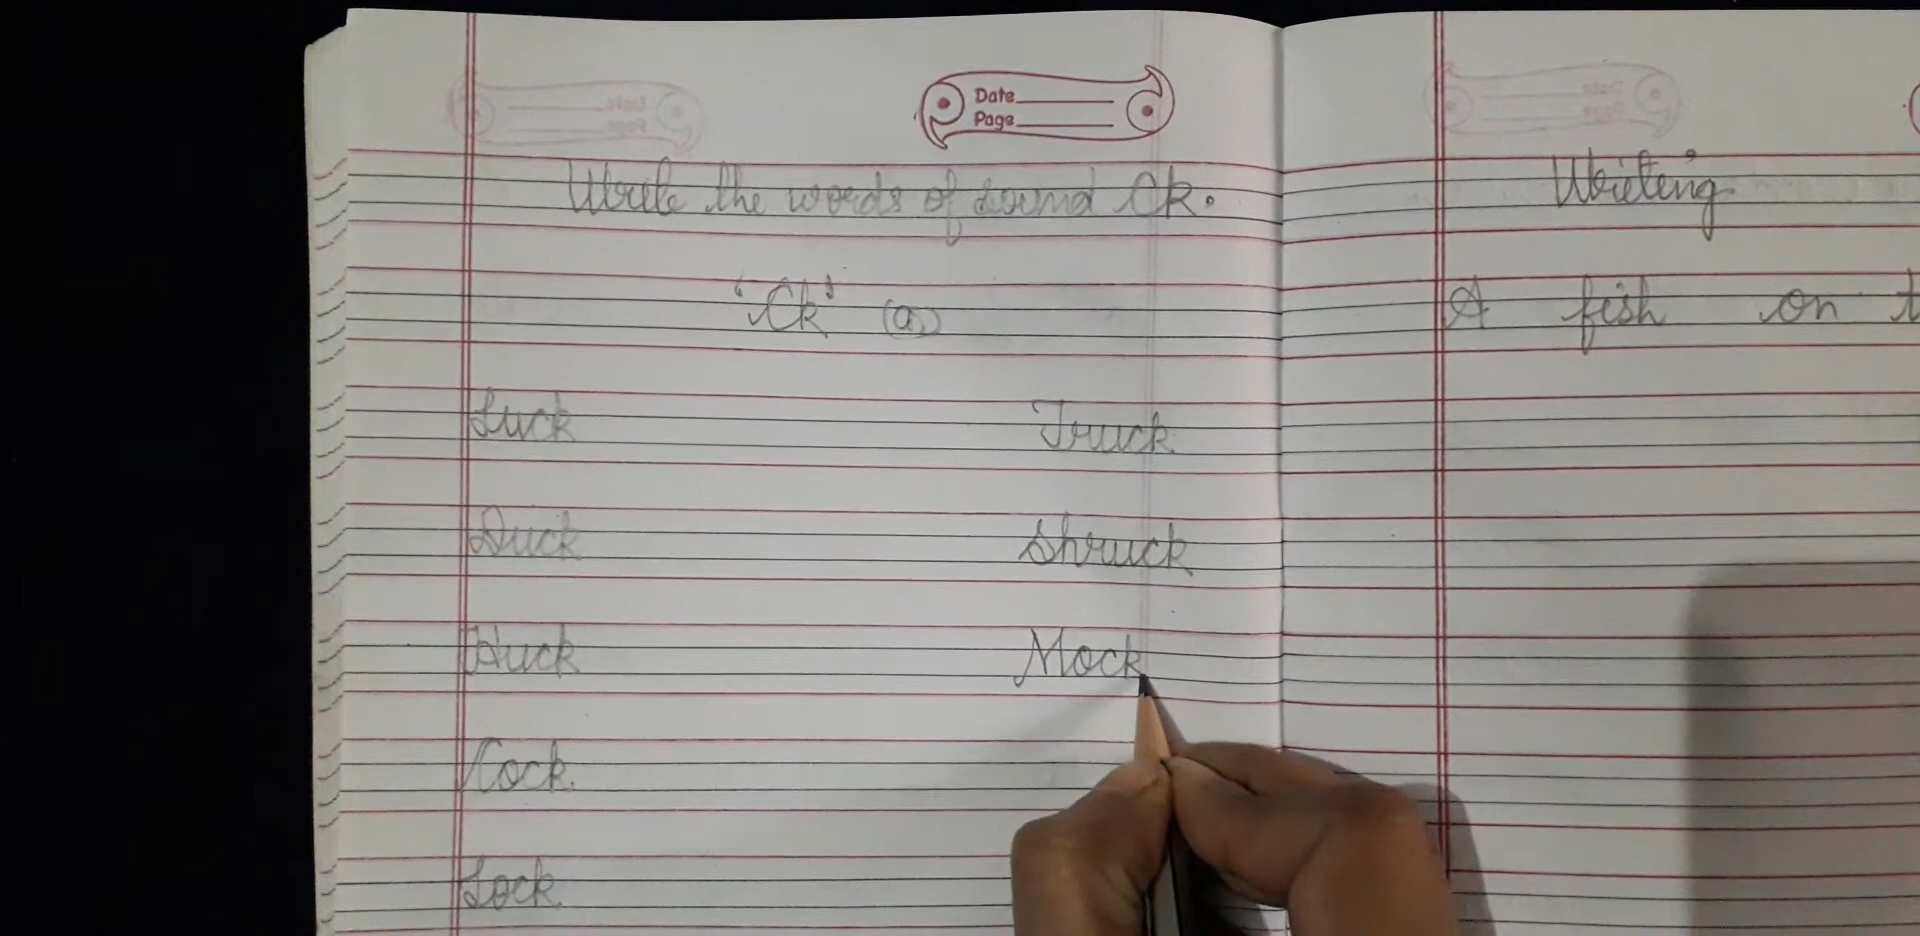 Date
Page
Write the words of sound Ck.
'Ck'
Luck Truck
Duck Shruck
Huck Mock
Cock.
Lock.
Writing
A fish on t